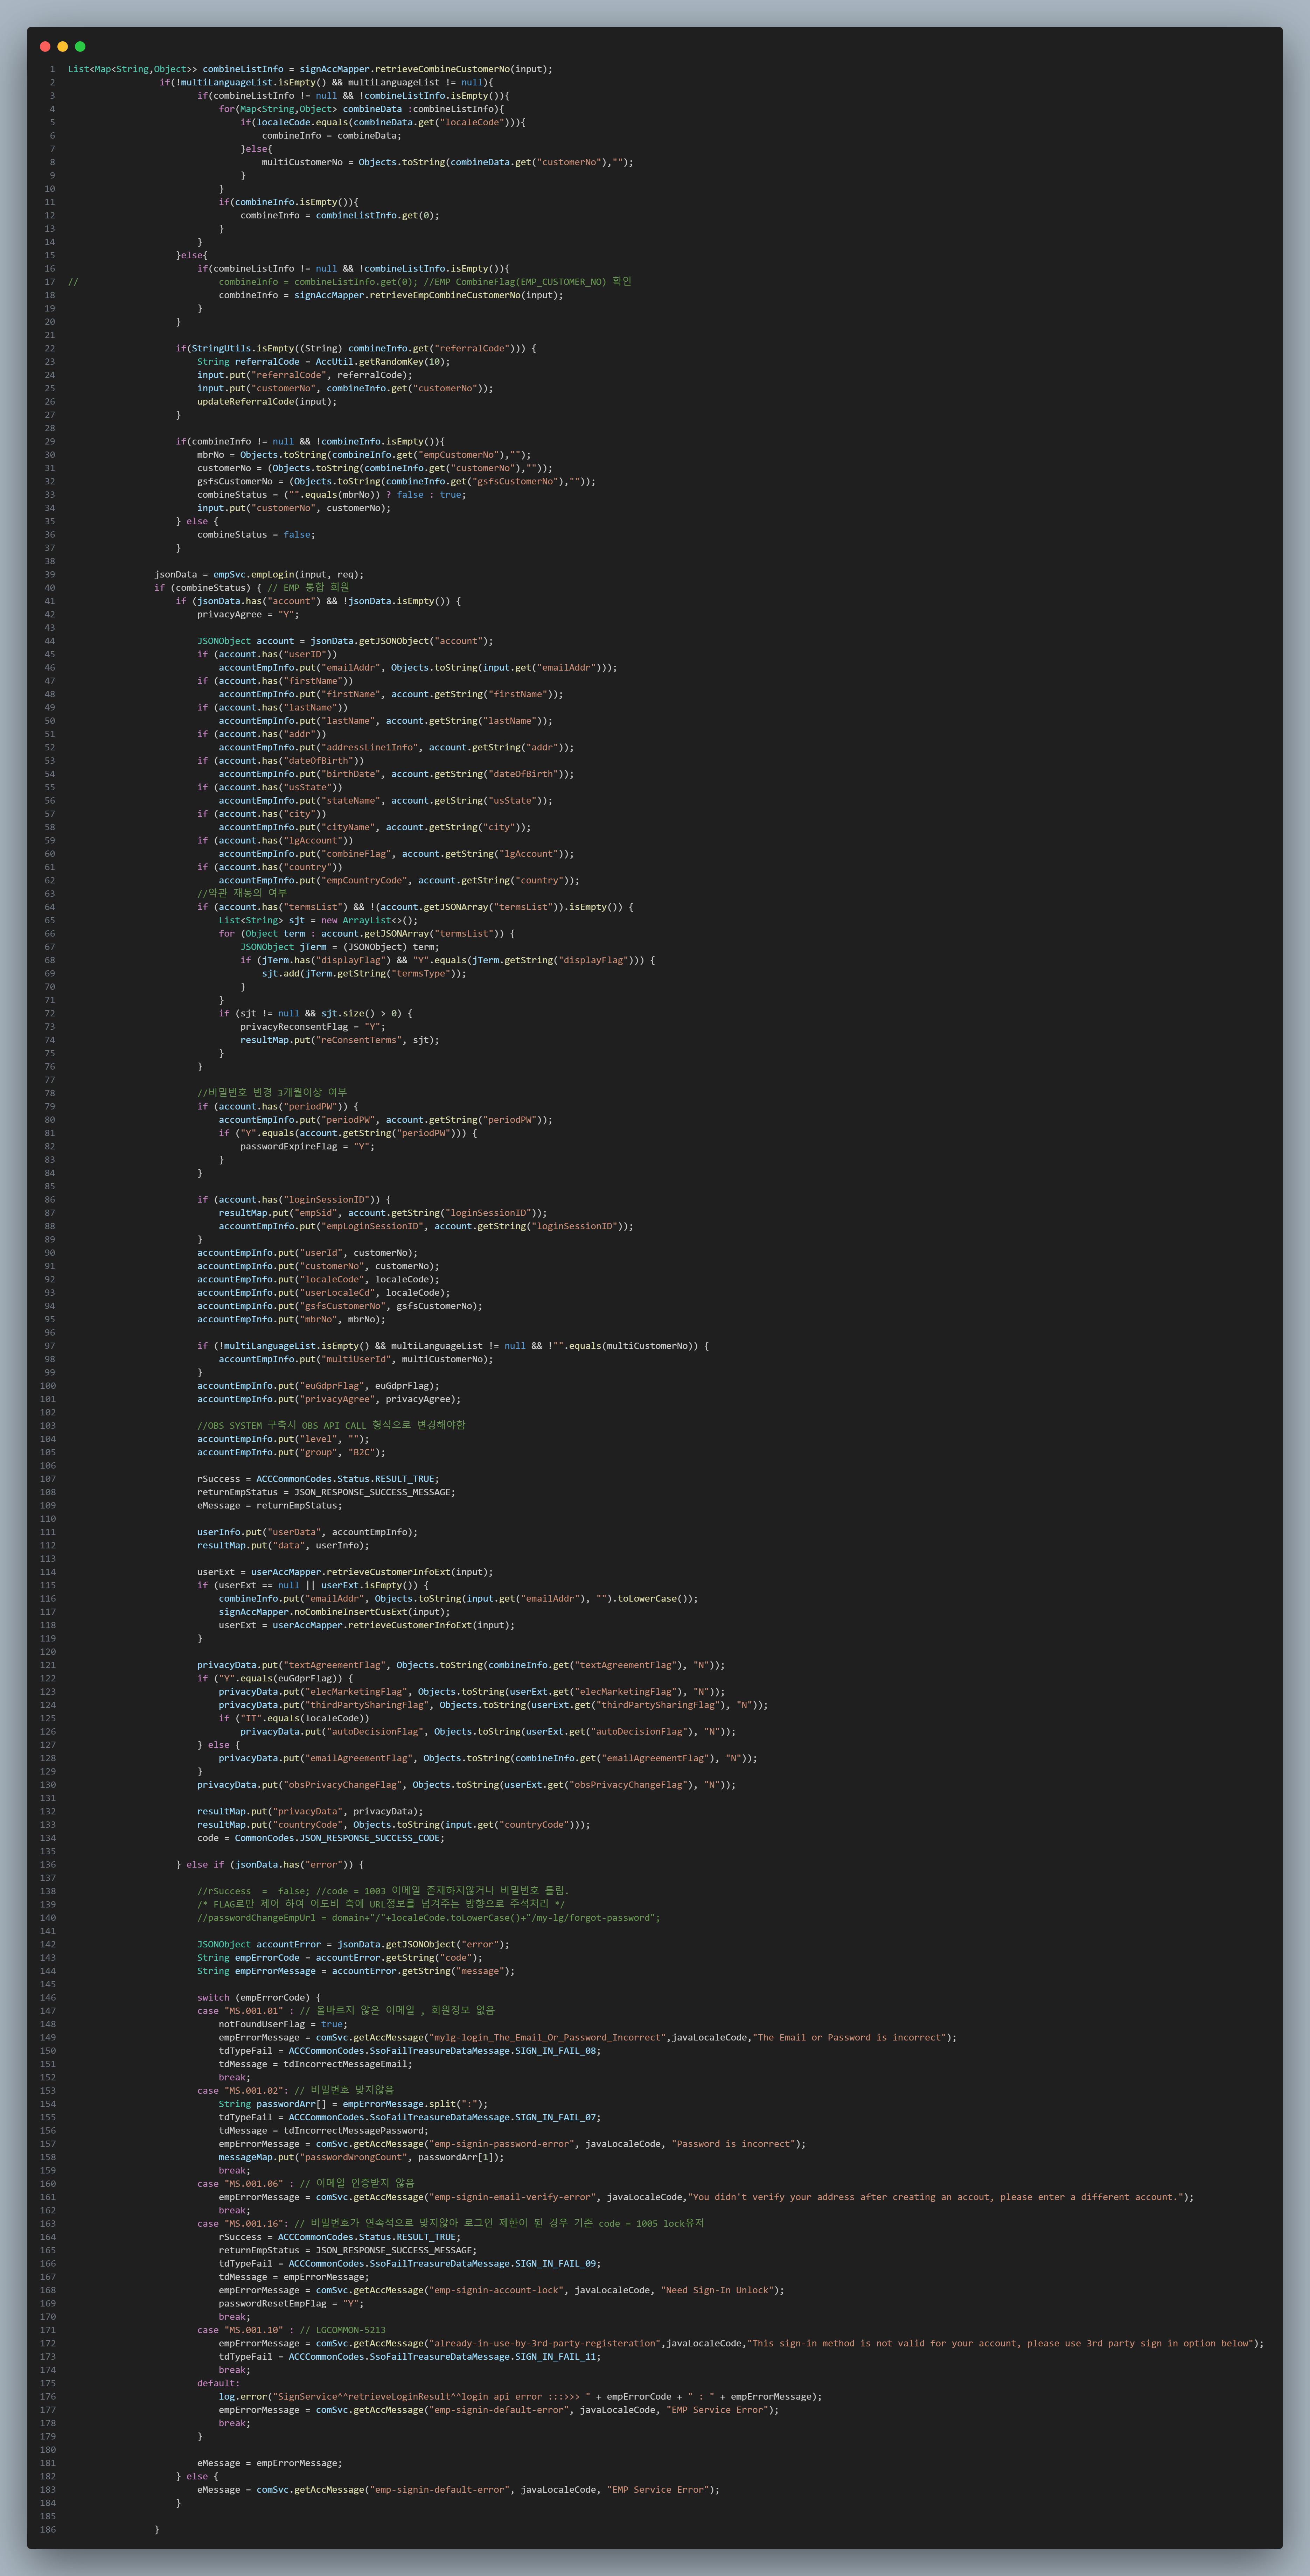 1 List<Map<String,Object>> combineListInfo = signAccMapper.retrieveCombineCustomerNo(input);
2 if(!multiLanguageList.isEmpty() && multiLanguageList != null){
3 if(combineListInfo != null && !combineListInfo.isEmpty()){
4 for(Map<String,Object> combineData :combineListInfo){
5 if(localeCode.equals(combineData.get("localeCode"))){
6 combineInfo = combineData;
7 }else{
8 multiCustomerNo = Objects.toString(combineData.get("customerNo"),"");
9 }
10 }
11 if(combineInfo.isEmpty()){
12 combineInfo = combineListInfo.get(0);
13 }
14 }
15 }else{
16 if(combineListInfo != null && !combineListInfo.isEmpty()){
17 // combineInfo = combineListInfo.get(0); //EMP CombineFlag(EMP_CUSTOMER_NO) 확인
18 combineInfo = signAccMapper.retrieveEmpCombineCustomerNo(input);
19 }
20 }
21
22 if(StringUtils.isEmpty((String) combineInfo.get("referralCode"))) {
23 String referralCode = AccUtil.getRandomKey(10);
24 input.put("referralCode", referralCode);
25 input.put("customerNo", combineInfo.get("customerNo"));
26 updateReferralCode(input);
27 }
28
29 if(combineInfo != null && !combineInfo.isEmpty()){
30 mbrNo = Objects.toString(combineInfo.get("empCustomerNo"),"");
31 customerNo = (Objects.toString(combineInfo.get("customerNo"),""));
32 gsfsCustomerNo = (Objects.toString(combineInfo.get("gsfsCustomerNo"),""));
33 combineStatus = ("".equals(mbrNo)) ? false : true;
34 input.put("customerNo", customerNo);
35 } else {
36 combineStatus = false;
37 }
38
39 jsonData = empSvc.empLogin(input, req);
40 if (combineStatus) { // EMP 통합 회원
41 if (jsonData.has("account") && !jsonData.isEmpty()) {
42 privacyAgree = "Y";
43
44 JSONObject account = jsonData.getJSONObject("account");
45 if (account.has("userID"))
46 accountEmpInfo.put("emailAddr", Objects.toString(input.get("emailAddr")));
47 if (account.has("firstName"))
48 accountEmpInfo.put("firstName", account.getString("firstName"));
49 if (account.has("lastName"))
50 accountEmpInfo.put("lastName", account.getString("lastName"));
51 if (account.has("addr"))
52 accountEmpInfo.put("addressLine1Info", account.getString("addr"));
53 if (account.has("dateOfBirth"))
54 accountEmpInfo.put("birthDate", account.getString("dateOfBirth"));
55 if (account.has("usState"))
56 accountEmpInfo.put("stateName", account.getString("usState"));
57 if (account.has("city"))
58 accountEmpInfo.put("cityName", account.getString("city"));
59 if (account.has("lgAccount"))
60 accountEmpInfo.put("combineFlag", account.getString("lgAccount"));
61 if (account.has("country"))
62 accountEmpInfo.put("empCountryCode", account.getString("country"));
63 //약관 재동의 여부
64 if (account.has("termsList") && !(account.getJSONArray("termsList")).isEmpty()) {
65 List<String> sjt = new ArrayList<>();
66 for (Object term : account.getJSONArray("termsList")) {
67 JSONObject jTerm = (JSONObject) term;
68 if (jTerm.has("displayFlag") && "Y".equals(jTerm.getString("displayFlag"))) {
69 sjt.add(jTerm.getString("termsType"));
70 }
71 }
72 if (sjt != null && sjt.size() > 0) {
73 privacyReconsentFlag = "Y";
74 resultMap.put("reConsentTerms", sjt);
75 }
76 }
77
78 //비밀번호 변경 3개월이상 여부
79 if (account.has("periodPW")) {
80 accountEmpInfo.put("periodPW", account.getString("periodPW"));
81 if ("Y".equals(account.getString("periodPW"))) {
82 passwordExpireFlag = "Y";
83 }
84 }
85
86 if (account.has("loginSessionID")) {
87 resultMap.put("empSid", account.getString("loginSessionID"));
88 accountEmpInfo.put("empLoginSessionID", account.getString("loginSessionID"));
89 }
90 accountEmpInfo.put("userId", customerNo);
91 accountEmpInfo.put("customerNo", customerNo);
92 accountEmpInfo.put("localeCode", localeCode);
93 accountEmpInfo.put("userLocaleCd", localeCode);
94 accountEmpInfo.put("gsfsCustomerNo", gsfsCustomerNo);
95 accountEmpInfo.put("mbrNo", mbrNo);
96
97 if (!multiLanguageList.isEmpty() && multiLanguageList != null && !"".equals(multiCustomerNo)) {
98 accountEmpInfo.put("multiUserId", multiCustomerNo);
99 }
100 accountEmpInfo.put("euGdprFlag", euGdprFlag);
101 accountEmpInfo.put("privacyAgree", privacyAgree);
102
103 //OBS SYSTEM 구축시 OBS API CALL 형식으로 변경해야함
104 accountEmpInfo.put("level", "");
105 accountEmpInfo.put("group", "B2C");
106
107 rSuccess = ACCCommonCodes.Status.RESULT_TRUE;
108 returnEmpStatus = JSON_RESPONSE_SUCCESS_MESSAGE;
109 eMessage = returnEmpStatus;
110
111 userInfo.put("userData", accountEmpInfo);
112 resultMap.put("data", userInfo);
113
114 userExt = userAccMapper.retrieveCustomerInfoExt(input);
115 if (userExt == null || userExt.isEmpty()) {
116 combineInfo.put("emailAddr", Objects.toString(input.get("emailAddr"), "").toLowerCase());
117 signAccMapper.noCombineInsertCusExt(input);
118 userExt = userAccMapper.retrieveCustomerInfoExt(input);
119 }
120
121 privacyData.put("textAgreementFlag", Objects.toString(combineInfo.get("textAgreementFlag"), "N"));
122 if ("Y".equals(euGdprFlag)) {
123 privacyData.put("elecMarketingFlag", Objects.toString(userExt.get("elecMarketingFlag"), "N"));
124 privacyData.put("thirdPartySharingFlag", Objects.toString(userExt.get("thirdPartySharingFlag"), "N"));
125 if ("IT".equals(localeCode))
126 privacyData.put("autoDecisionFlag", Objects.toString(userExt.get("autoDecisionFlag"), "N"));
127 } else {
128 privacyData.put("emailAgreementFlag", Objects.toString(combineInfo.get("emailAgreementFlag"), "N"));
129 }
130 privacyData.put("obsPrivacyChangeFlag", Objects.toString(userExt.get("obsPrivacyChangeFlag"), "N"));
131
132 resultMap.put("privacyData", privacyData);
133 resultMap.put("countryCode", Objects.toString(input.get("countryCode")));
134 code = CommonCodes.JSON_RESPONSE_SUCCESS_CODE;
135
136 } else if (jsonData.has("error")) {
137
138 //rSuccess = false; //code = 1003 이메일 존재하지않거나 비밀번호 틀림.
139 /* FLAG로만 제어 하여 어도비 측에 URL정보를 넘겨주는 방향으로 주석처리 */
140 //passwordChangeEmpUrl = domain+"/"+localeCode.toLowerCase()+"/my-lg/forgot-password";
141
142 JSONObject accountError = jsonData.getJSONObject("error");
143 String empErrorCode = accountError.getString("code");
144 String empErrorMessage = accountError.getString("message");
145
146 switch (empErrorCode) {
147 case "MS.001.01" : // 올바르지 않은 이메일 , 회원정보 없음
148 notFoundUserFlag = true;
149 empErrorMessage = comSvc.getAccMessage("mylg-login_The_Email_Or_Password_Incorrect",javaLocaleCode,"The Email or Password is incorrect");
150 tdTypeFail = ACCCommonCodes.SsoFailTreasureDataMessage.SIGN_IN_FAIL_08;
151 tdMessage = tdIncorrectMessageEmail;
152 break;
153 case "MS.001.02": // 비밀번호 맞지않음
154 String passwordArr[] = empErrorMessage.split(":");
155 tdTypeFail = ACCCommonCodes.SsoFailTreasureDataMessage.SIGN_IN_FAIL_07;
156 tdMessage = tdIncorrectMessagePassword;
157 empErrorMessage = comSvc.getAccMessage("emp-signin-password-error", javaLocaleCode, "Password is incorrect");
158 messageMap.put("passwordWrongCount", passwordArr[1]);
159 break;
160 case "MS.001.06" : // 이메일 인증받지 않음
161 empErrorMessage = comSvc.getAccMessage("emp-signin-email-verify-error", javaLocaleCode,"You didn't verify your address after creating an accout, please enter a different account.");
162 break;
163 case "MS.001.16": // 비밀번호가 연속적으로 맞지않아 로그인 제한이 된 경우 기존 code = 1005 lock유저
164 rSuccess = ACCCommonCodes.Status.RESULT_TRUE;
165 returnEmpStatus = JSON_RESPONSE_SUCCESS_MESSAGE;
166 tdTypeFail = ACCCommonCodes.SsoFailTreasureDataMessage.SIGN_IN_FAIL_09;
167 tdMessage = empErrorMessage;
168 empErrorMessage = comSvc.getAccMessage("emp-signin-account-lock", javaLocaleCode, "Need Sign-In Unlock");
169 passwordResetEmpFlag = "Y";
170 break;
171 case "MS.001.10" : // LGCOMMON-5213
172 empErrorMessage = comSvc.getAccMessage("already-in-use-by-3rd-party-registeration",javaLocaleCode,"This sign-in method is not valid for your account, please use 3rd party sign in option below");
173 tdTypeFail = ACCCommonCodes.SsoFailTreasureDataMessage.SIGN_IN_FAIL_11;
174 break;
175 default:
176 log.error("SignService^^retrieveLoginResult^^login api error :::>>> " + empErrorCode + " : " + empErrorMessage);
177 empErrorMessage = comSvc.getAccMessage("emp-signin-default-error", javaLocaleCode, "EMP Service Error");
178 break;
179 }
180
181 eMessage = empErrorMessage;
182 } else {
183 eMessage = comSvc.getAccMessage("emp-signin-default-error", javaLocaleCode, "EMP Service Error");
184 }
185
186 }